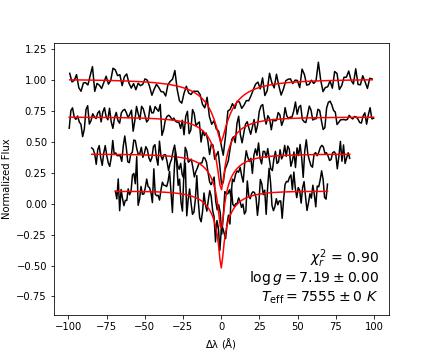 1.25
1.00
0.75
0.50
0.25
0.00
−0.25
−0.50
−0.75
Normalized Flux
χ²ᵣ = 0.90
log g = 7.19 ± 0.00
T_eff = 7555 ± 0 K
−100 −75 −50 −25 0 25 50 75 100
Δλ (Å)